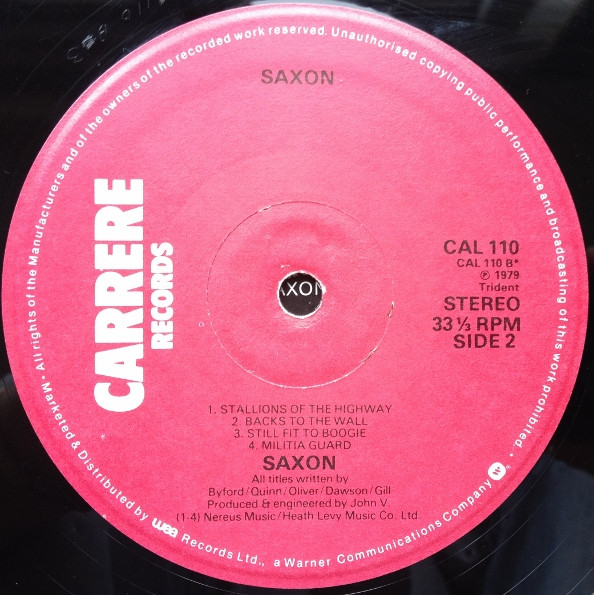 SAXON
CARRERE
RECORDS
AXON
CAL 110
CAL 110 B*
℗ 1979
Trident
STEREO
33 ⅓ RPM
SIDE 2
1. STALLIONS OF THE HIGHWAY
2. BACKS TO THE WALL
3. STILL FIT TO BOOGIE
4. MILITIA GUARD
SAXON
All titles written by
Byford/Quinn/Oliver/Dawson/Gill
Produced & engineered by John V.
(1-4) Nereus Music/Heath Levy Music Co. Ltd.
• All rights of the Manufacturers and of the owners of the recorded work reserved. Unauthorised copying public performance and broadcasting of this work prohibited. •
Marketed & Distributed by wea Records Ltd., a Warner Communications Company